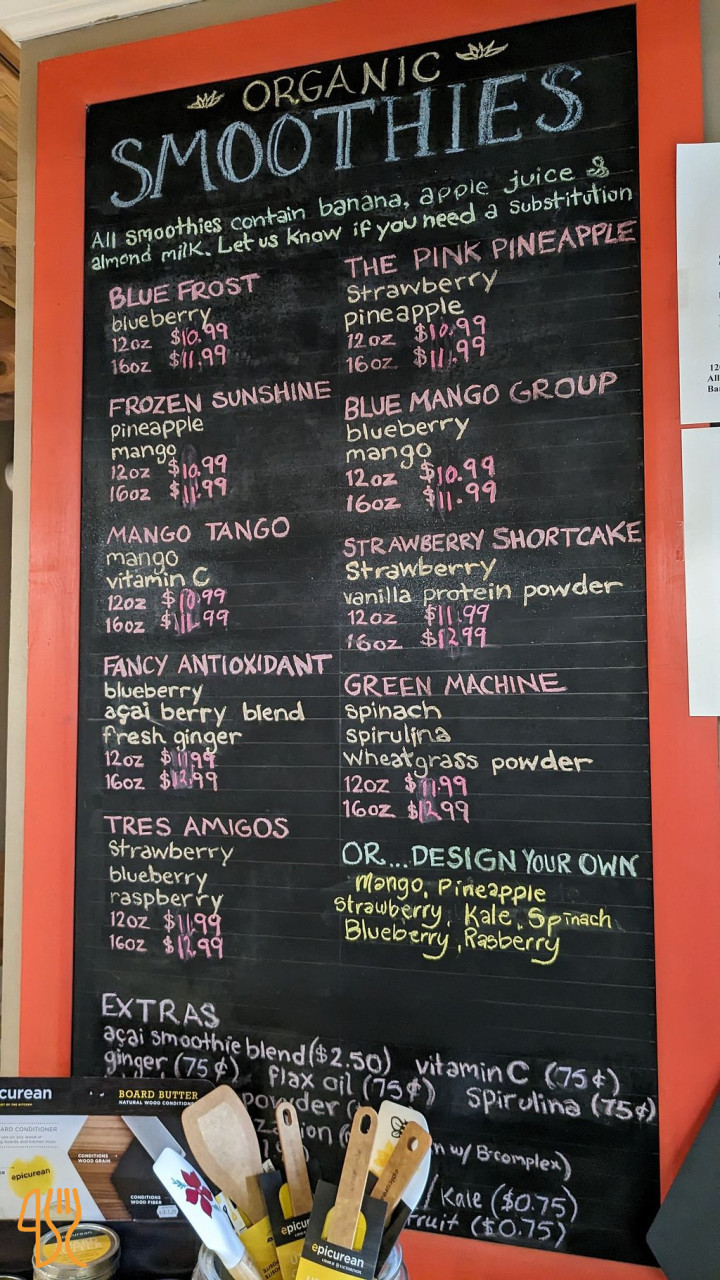 ORGANIC
SMOOTHIES
All smoothies contain banana, apple juice &
almond milk. Let us know if you need a substitution
BLUE FROST
blueberry
12oz $10.99
16oz $11.99
FROZEN SUNSHINE
pineapple
mango
12oz $10.99
16oz $11.99
MANGO TANGO
mango
vitamin C
12oz $10.99
16oz $11.99
FANCY ANTIOXIDANT
blueberry
açai berry blend
fresh ginger
12oz $11.99
16oz $12.99
TRES AMIGOS
strawberry
blueberry
raspberry
12oz $11.99
16oz $12.99
THE PINK PINEAPPLE
Strawberry
pineapple
12oz $10.99
16oz $11.99
BLUE MANGO GROUP
blueberry
mango
12oz $10.99
16oz $11.99
STRAWBERRY SHORTCAKE
Strawberry
vanilla protein powder
12oz $11.99
16oz $12.99
GREEN MACHINE
spinach
spirulina
wheatgrass powder
12oz $11.99
16oz $12.99
OR...DESIGN YOUR OWN
Mango, Pineapple
Strawberry, Kale, Spinach
Blueberry, Rasberry
EXTRAS
açai smoothie blend ($2.50) vitamin C (75¢)
ginger (75¢) flax oil (75¢) spirulina (75¢)
powder
w/ B-complex)
Kale ($0.75)
fruit ($0.75)
BOARD BUTTER
NATURAL WOOD CONDITIONER
CONDITIONS
WOOD GRAIN
epicurean
CONDITIONS
WOOD FIBER
epicurean